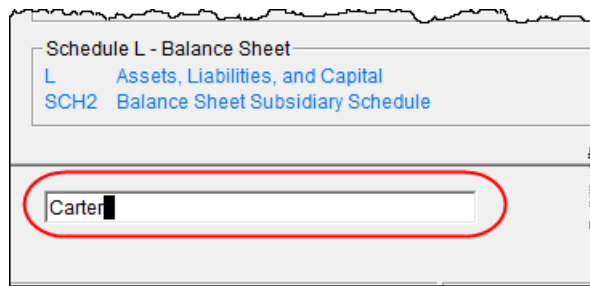 Schedule L - Balance Sheet
L Assets, Liabilities, and Capital
SCH2 Balance Sheet Subsidiary Schedule
Carter